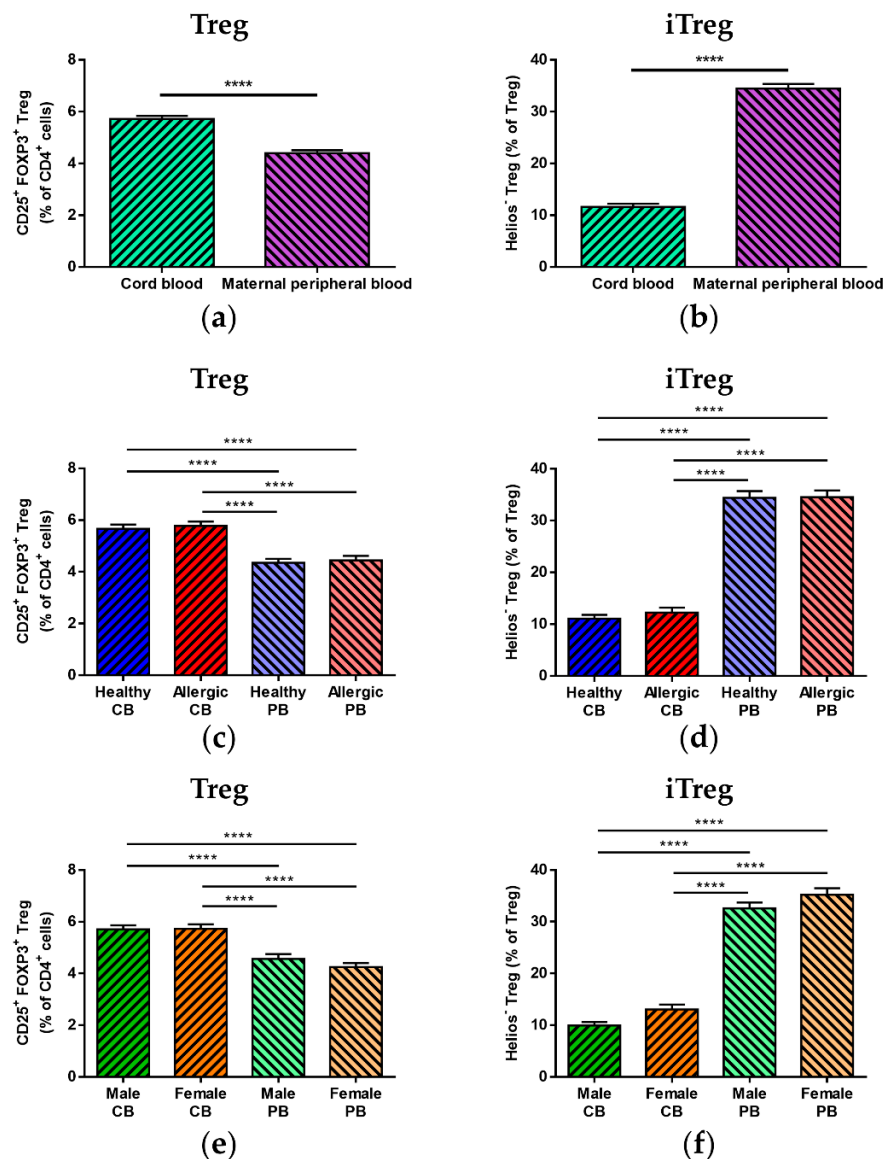 Treg
CD25⁺ FOXP3⁺ Treg
(% of CD4⁺ cells)
8
6
4
2
0
****
Cord blood
Maternal peripheral blood
(a)
iTreg
Helios⁻ Treg (% of Treg)
40
30
20
10
0
****
Cord blood
Maternal peripheral blood
(b)
Treg
CD25⁺ FOXP3⁺ Treg
(% of CD4⁺ cells)
8
6
4
2
0
****
****
****
****
Healthy
CB
Allergic
CB
Healthy
PB
Allergic
PB
(c)
iTreg
Helios⁻ Treg (% of Treg)
40
30
20
10
0
****
****
****
****
Healthy
CB
Allergic
CB
Healthy
PB
Allergic
PB
(d)
Treg
CD25⁺ FOXP3⁺ Treg
(% of CD4⁺ cells)
8
6
4
2
0
****
****
****
****
Male
CB
Female
CB
Male
PB
Female
PB
(e)
iTreg
Helios⁻ Treg (% of Treg)
40
30
20
10
0
****
****
****
****
Male
CB
Female
CB
Male
PB
Female
PB
(f)